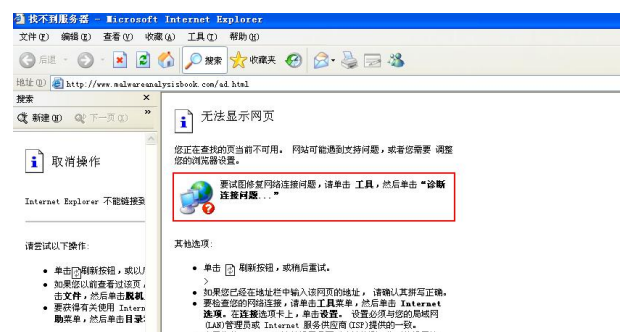 找不到服务器 - Microsoft Internet Explorer
文件(F) 编辑(E) 查看(V) 收藏(A) 工具(T) 帮助(H)
后退 搜索 收藏夹
地址(D) http://www.malwareanalysisbook.com/ad.html
搜索 ×
新建(N) 下一页(X) »
取消操作
Internet Explorer 不能链接到
请尝试以下操作:
单击 刷新按钮，或以后
如果您以前查看过该页，
击文件，然后单击脱机
要获得有关使用 Intern
助菜单，然后单击目录
无法显示网页
您正在查找的页当前不可用。 网站可能遇到支持问题，或者您需要 调整
您的浏览器设置。
要试图修复网络连接问题，请单击 工具，然后单击“诊断
连接问题...”
其他选项:
单击 刷新按钮，或稍后重试。
>
如果您已经在地址栏中输入该网页的地址， 请确认其拼写正确。
要检查您的网络连接，请单击工具菜单，然后单击 Internet
选项。在连接选项卡上，单击设置。 设置必须与您的局域网
(LAN)管理员或 Internet 服务供应商(ISP)提供的一致。